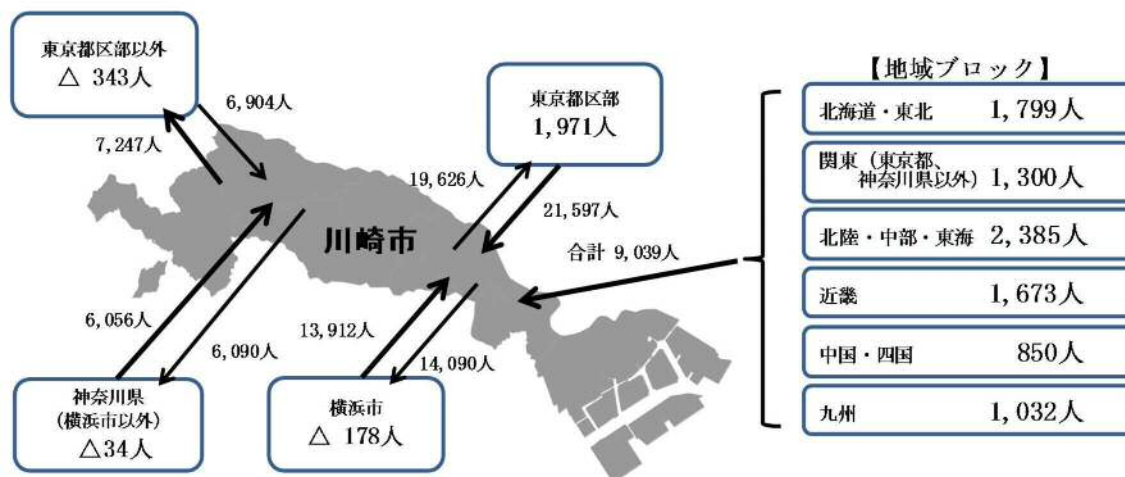 東京都区部以外
△ 343人
6,904人
7,247人
東京都区部
1,971人
19,626人
21,597人
川崎市
合計 9,039人
6,056人
6,090人
13,912人
14,090人
神奈川県
(横浜市以外)
△34人
横浜市
△ 178人
【地域ブロック】
北海道・東北 1,799人
関東（東京都、
神奈川県以外） 1,300人
北陸・中部・東海 2,385人
近畿 1,673人
中国・四国 850人
九州 1,032人